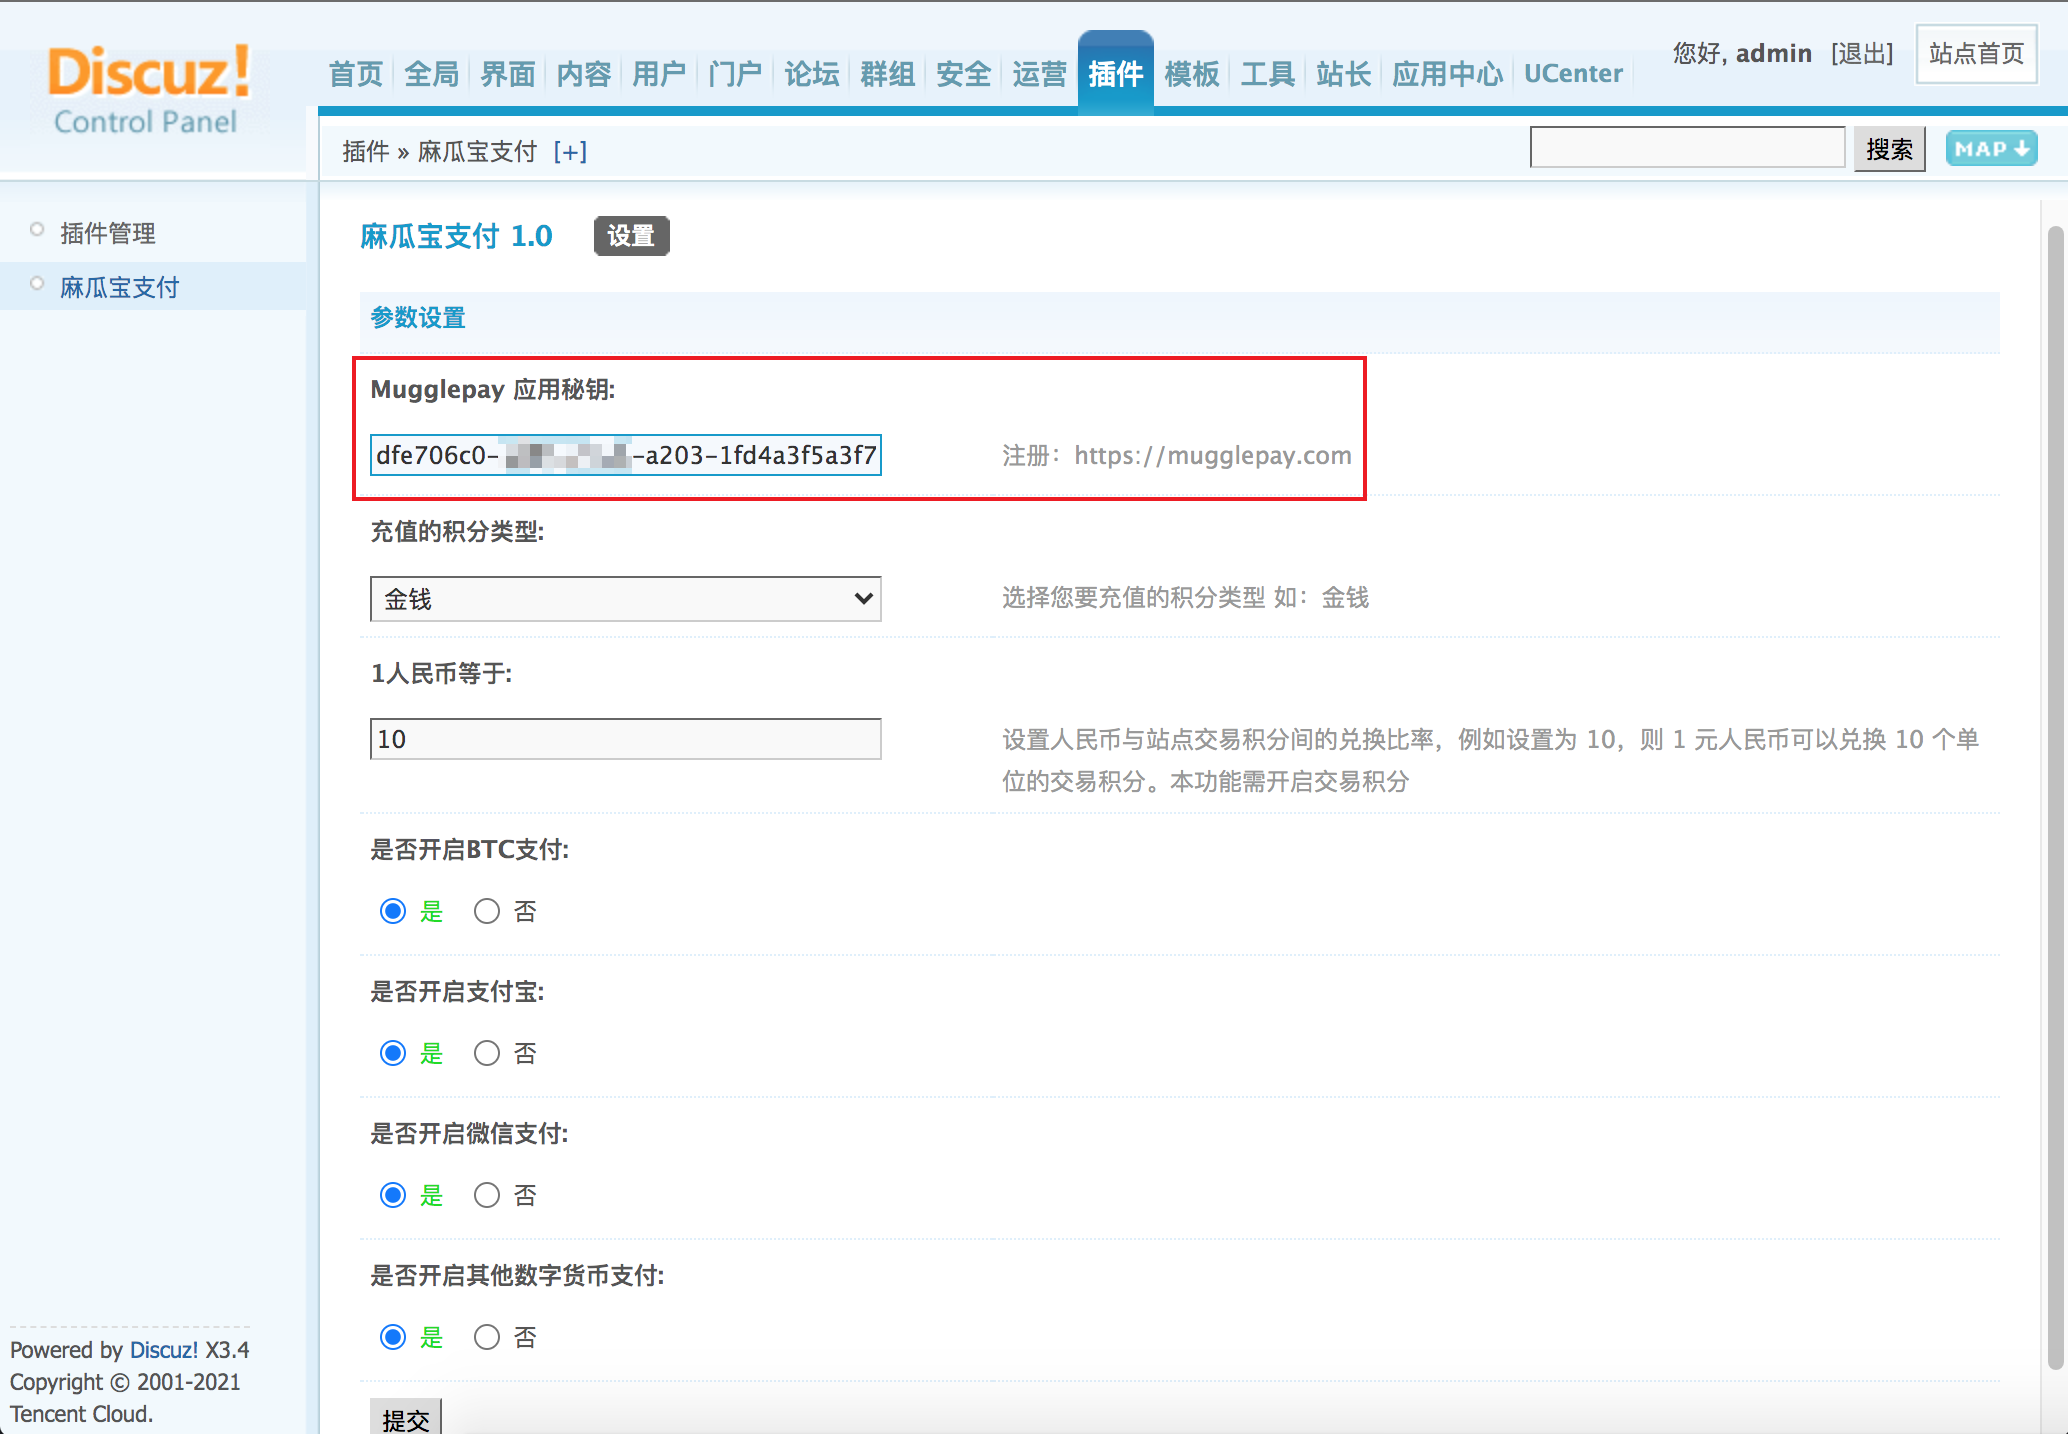 Discuz!
Control Panel
首页 全局 界面 内容 用户 门户 论坛 群组 安全 运营 插件 模板 工具 站长 应用中心 UCenter
您好, admin [退出] 站点首页
插件 » 麻瓜宝支付 [+]
搜索 MAP
插件管理
麻瓜宝支付
麻瓜宝支付 1.0 设置
参数设置
Mugglepay 应用秘钥:
dfe706c0- -a203-1fd4a3f5a3f7
注册：https://mugglepay.com
充值的积分类型:
金钱
选择您要充值的积分类型 如：金钱
1人民币等于:
10
设置人民币与站点交易积分间的兑换比率，例如设置为 10，则 1 元人民币可以兑换 10 个单
位的交易积分。本功能需开启交易积分
是否开启BTC支付:
是 否
是否开启支付宝:
是 否
是否开启微信支付:
是 否
是否开启其他数字货币支付:
是 否
提交
Powered by Discuz! X3.4
Copyright © 2001-2021
Tencent Cloud.